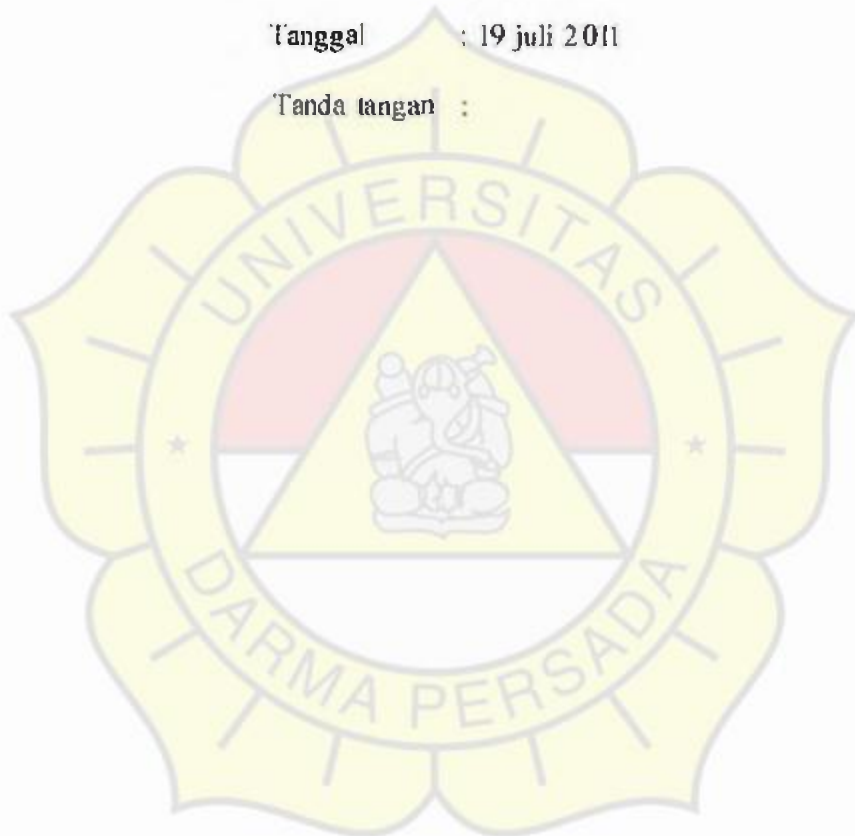 Tanggal : 19 juli 2011
Tanda tangan :
UNIVERSITAS
DARMA PERSADA